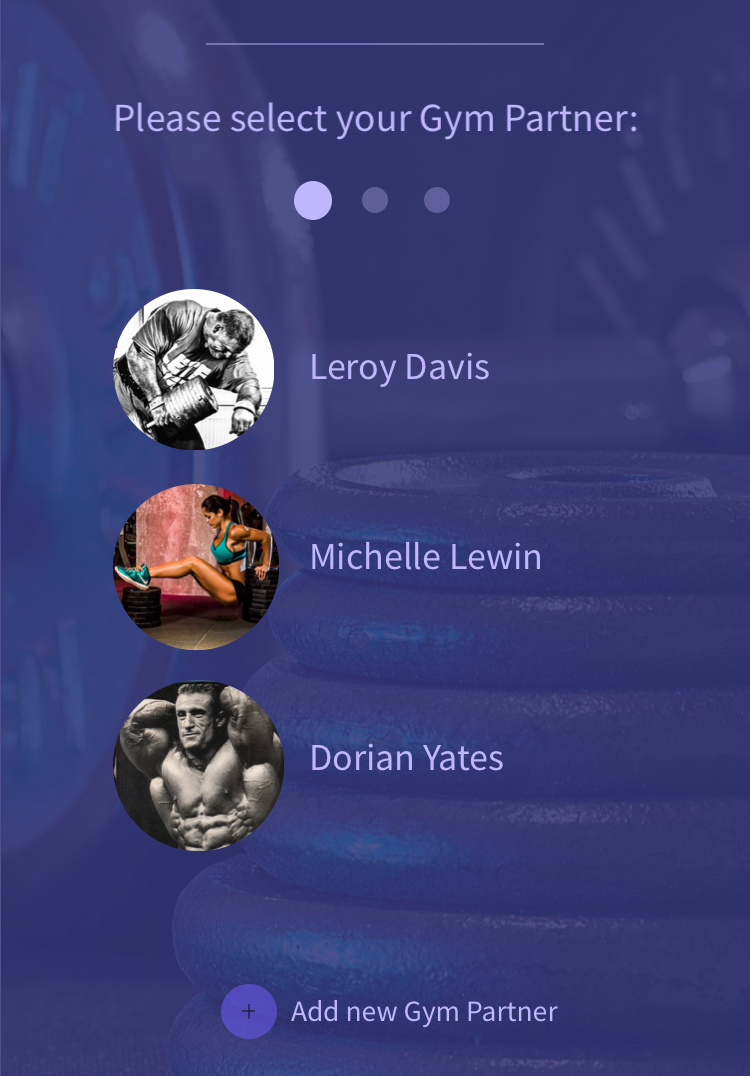 Please select your Gym Partner:
Leroy Davis
Michelle Lewin
Dorian Yates
+ Add new Gym Partner